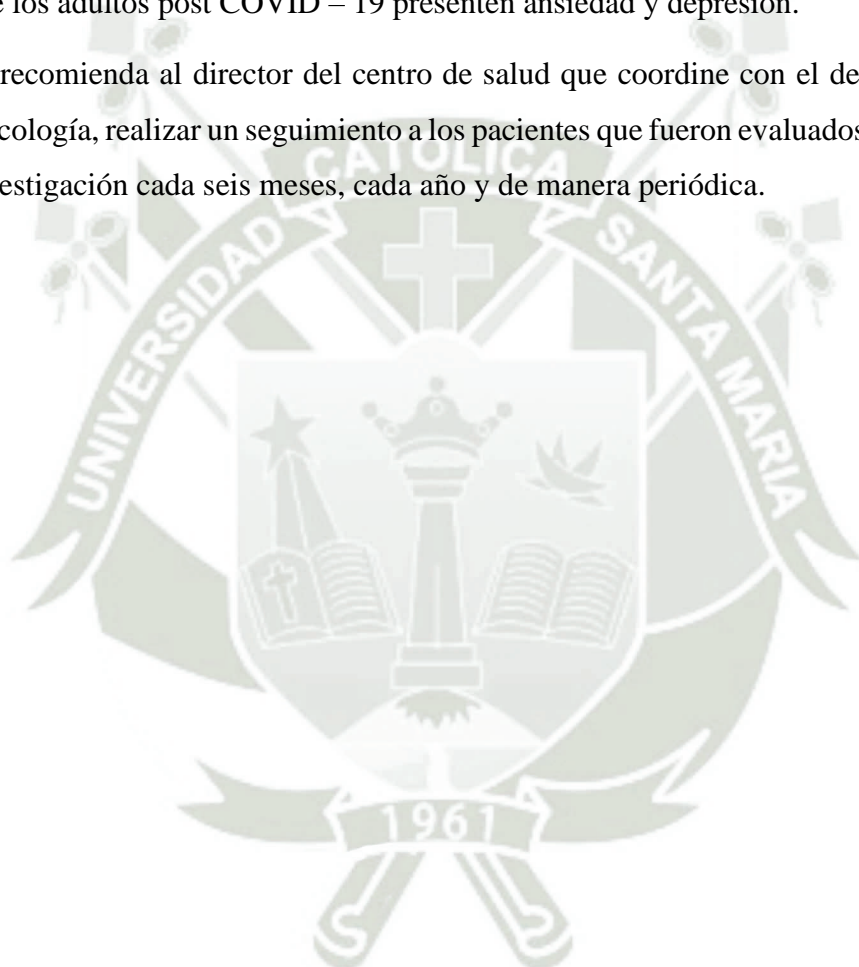 e los adultos post COVID – 19 presenten ansiedad y depresión.
recomienda al director del centro de salud que coordine con el de
cología, realizar un seguimiento a los pacientes que fueron evaluados
estigación cada seis meses, cada año y de manera periódica.
UNIVERSIDAD CATOLICA SANTA MARIA
1961